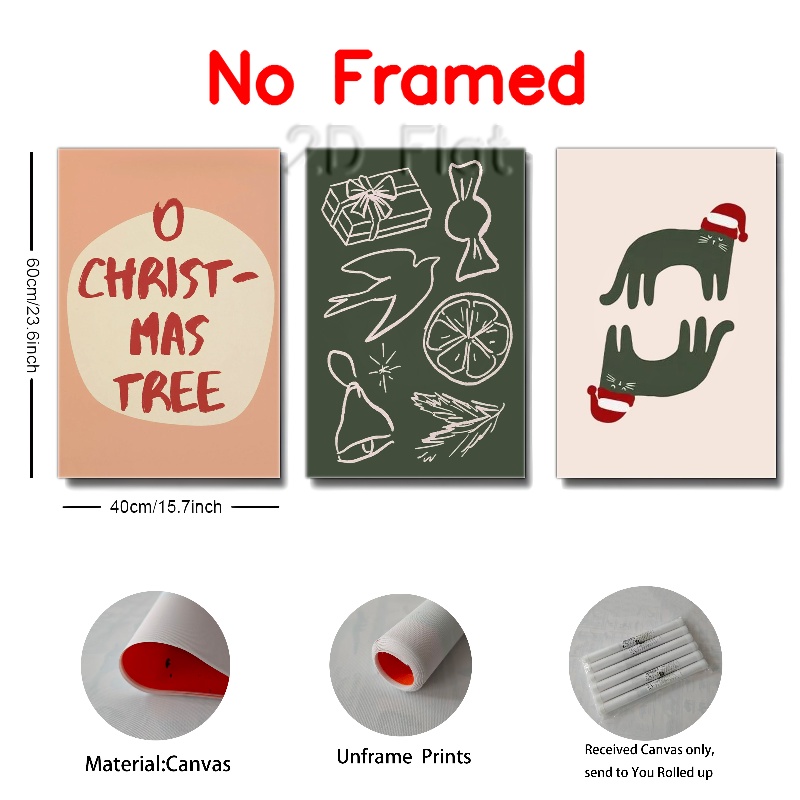 No Framed
2D Flat
O
CHRIST-
MAS
TREE
60cm/23.6inch
40cm/15.7inch
Material:Canvas
Unframe Prints
Received Canvas only,
send to You Rolled up